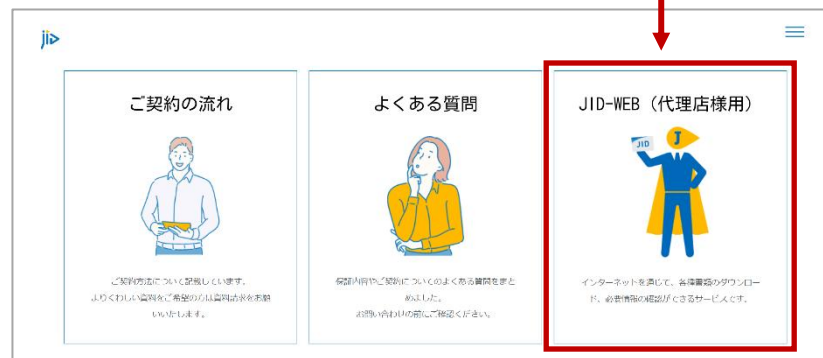 jid
ご契約の流れ
ご契約方法について記載しています。
よりくわしい資料をご希望の方は資料請求をお願
いいたします。
よくある質問
保証内容やご契約についてのよくある質問をまと
めました。
お問い合わせの前にご確認ください。
JID-WEB（代理店様用）
JID
J
インターネットを通じて、各種書類のダウンロー
ド、必要情報の確認ができるサービスです。